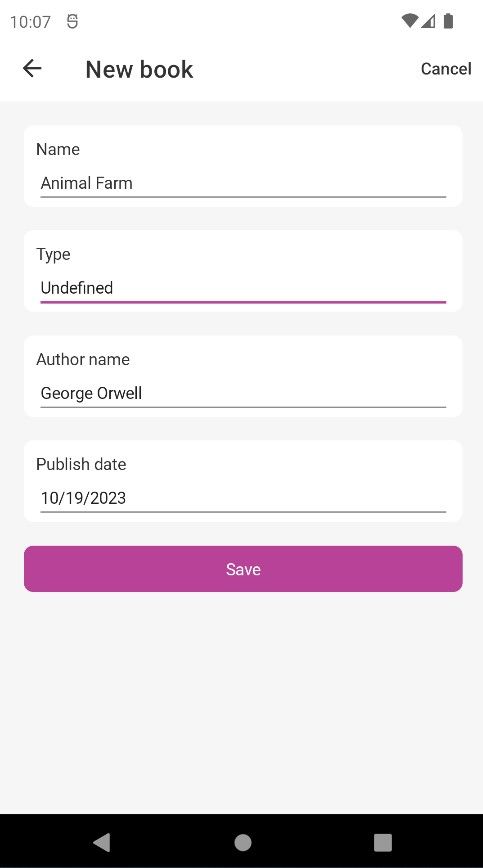 10:07
New book
Cancel
Name
Animal Farm
Type
Undefined
Author name
George Orwell
Publish date
10/19/2023
Save